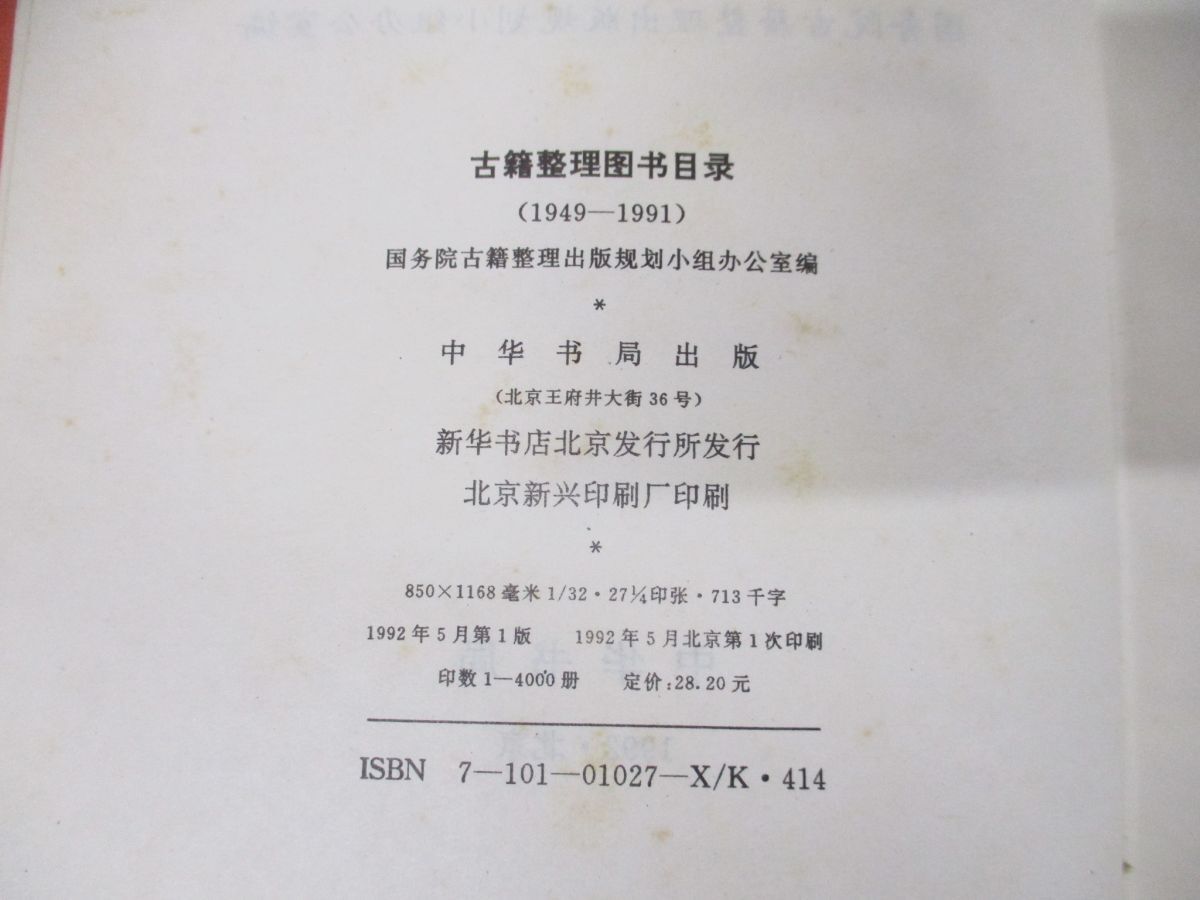 古籍整理图书目录
（1949—1991）
国务院古籍整理出版规划小组办公室编
*
中华书局出版
（北京王府井大街36号）
新华书店北京发行所发行
北京新兴印刷厂印刷
*
850×1168毫米1/32·27¼印张·713千字
1992年5月第1版 1992年5月北京第1次印刷
印数1—4000册 定价:28.20元
ISBN 7—101—01027—X/K·414